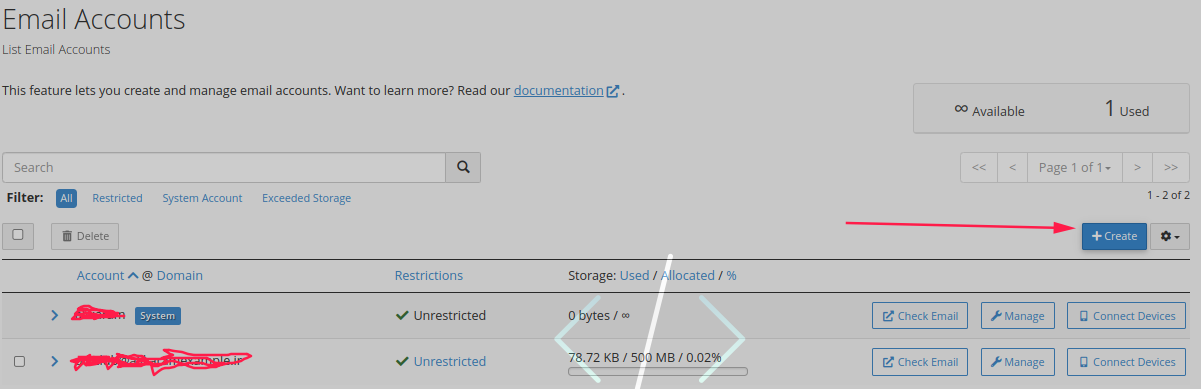 Email Accounts
List Email Accounts
This feature lets you create and manage email accounts. Want to learn more? Read our documentation .
∞ Available 1 Used
Search
<< < Page 1 of 1 > >>
Filter: All Restricted System Account Exceeded Storage
1 - 2 of 2
Delete
+ Create
Account @ Domain Restrictions Storage: Used / Allocated / %
System Unrestricted 0 bytes / ∞ Check Email Manage Connect Devices
example.ir Unrestricted 78.72 KB / 500 MB / 0.02% Check Email Manage Connect Devices